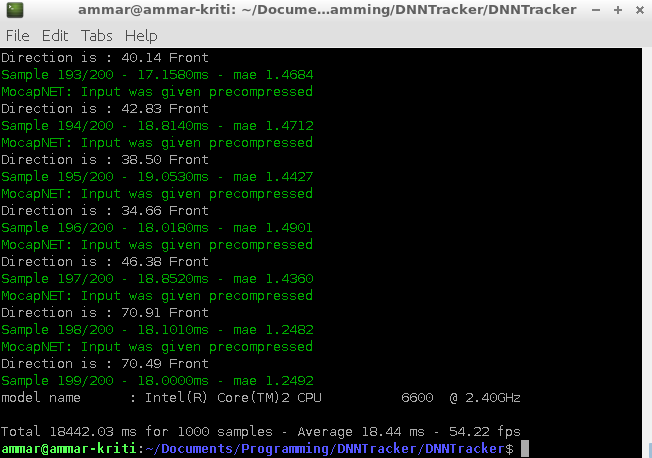 ammar@ammar-kriti: ~/Docume...amming/DNNTracker/DNNTracker
File Edit Tabs Help
Direction is : 40.14 Front
Sample 193/200 - 17.1580ms - mae 1.4684
MocapNET: Input was given precompressed
Direction is : 42.83 Front
Sample 194/200 - 18.8140ms - mae 1.4712
MocapNET: Input was given precompressed
Direction is : 38.50 Front
Sample 195/200 - 19.0530ms - mae 1.4427
MocapNET: Input was given precompressed
Direction is : 34.66 Front
Sample 196/200 - 18.0180ms - mae 1.4901
MocapNET: Input was given precompressed
Direction is : 46.38 Front
Sample 197/200 - 18.8520ms - mae 1.4360
MocapNET: Input was given precompressed
Direction is : 70.91 Front
Sample 198/200 - 18.1010ms - mae 1.2482
MocapNET: Input was given precompressed
Direction is : 70.49 Front
Sample 199/200 - 18.0000ms - mae 1.2492
model name : Intel(R) Core(TM)2 CPU 6600 @ 2.40GHz
Total 18442.03 ms for 1000 samples - Average 18.44 ms - 54.22 fps
ammar@ammar-kriti:~/Documents/Programming/DNNTracker/DNNTracker$